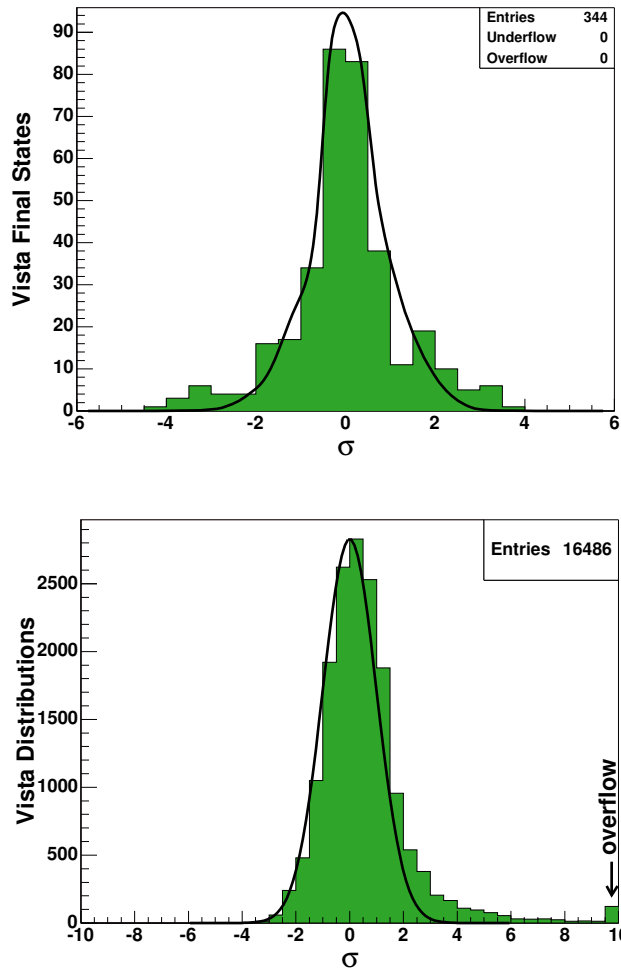 Entries 344
Underflow 0
Overflow 0
Vista Final States
90
80
70
60
50
40
30
20
10
0
-6 -4 -2 0 2 4 6
σ
Entries 16486
Vista Distributions
2500
2000
1500
1000
500
0
overflow
-10 -8 -6 -4 -2 0 2 4 6 8 10
σ